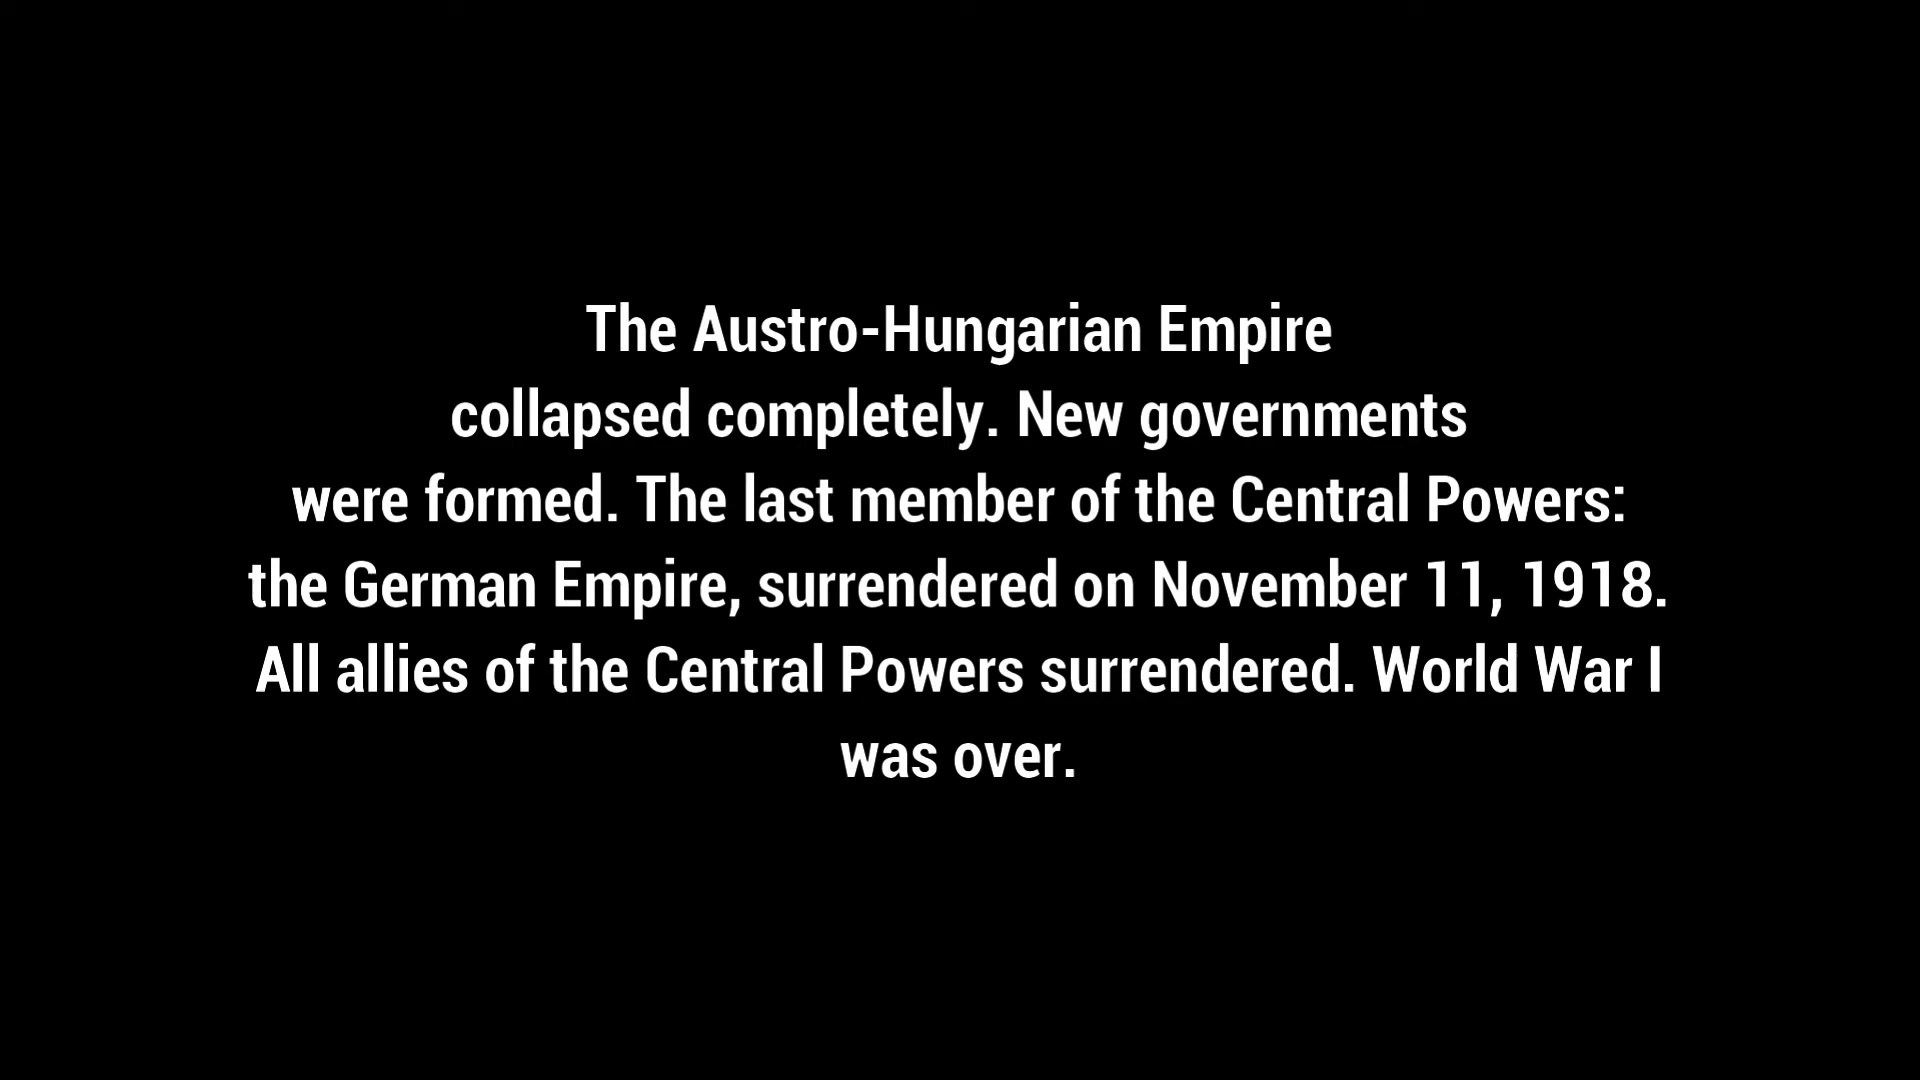 The Austro-Hungarian Empire
collapsed completely. New governments
were formed. The last member of the Central Powers:
the German Empire, surrendered on November 11, 1918.
All allies of the Central Powers surrendered. World War I
was over.